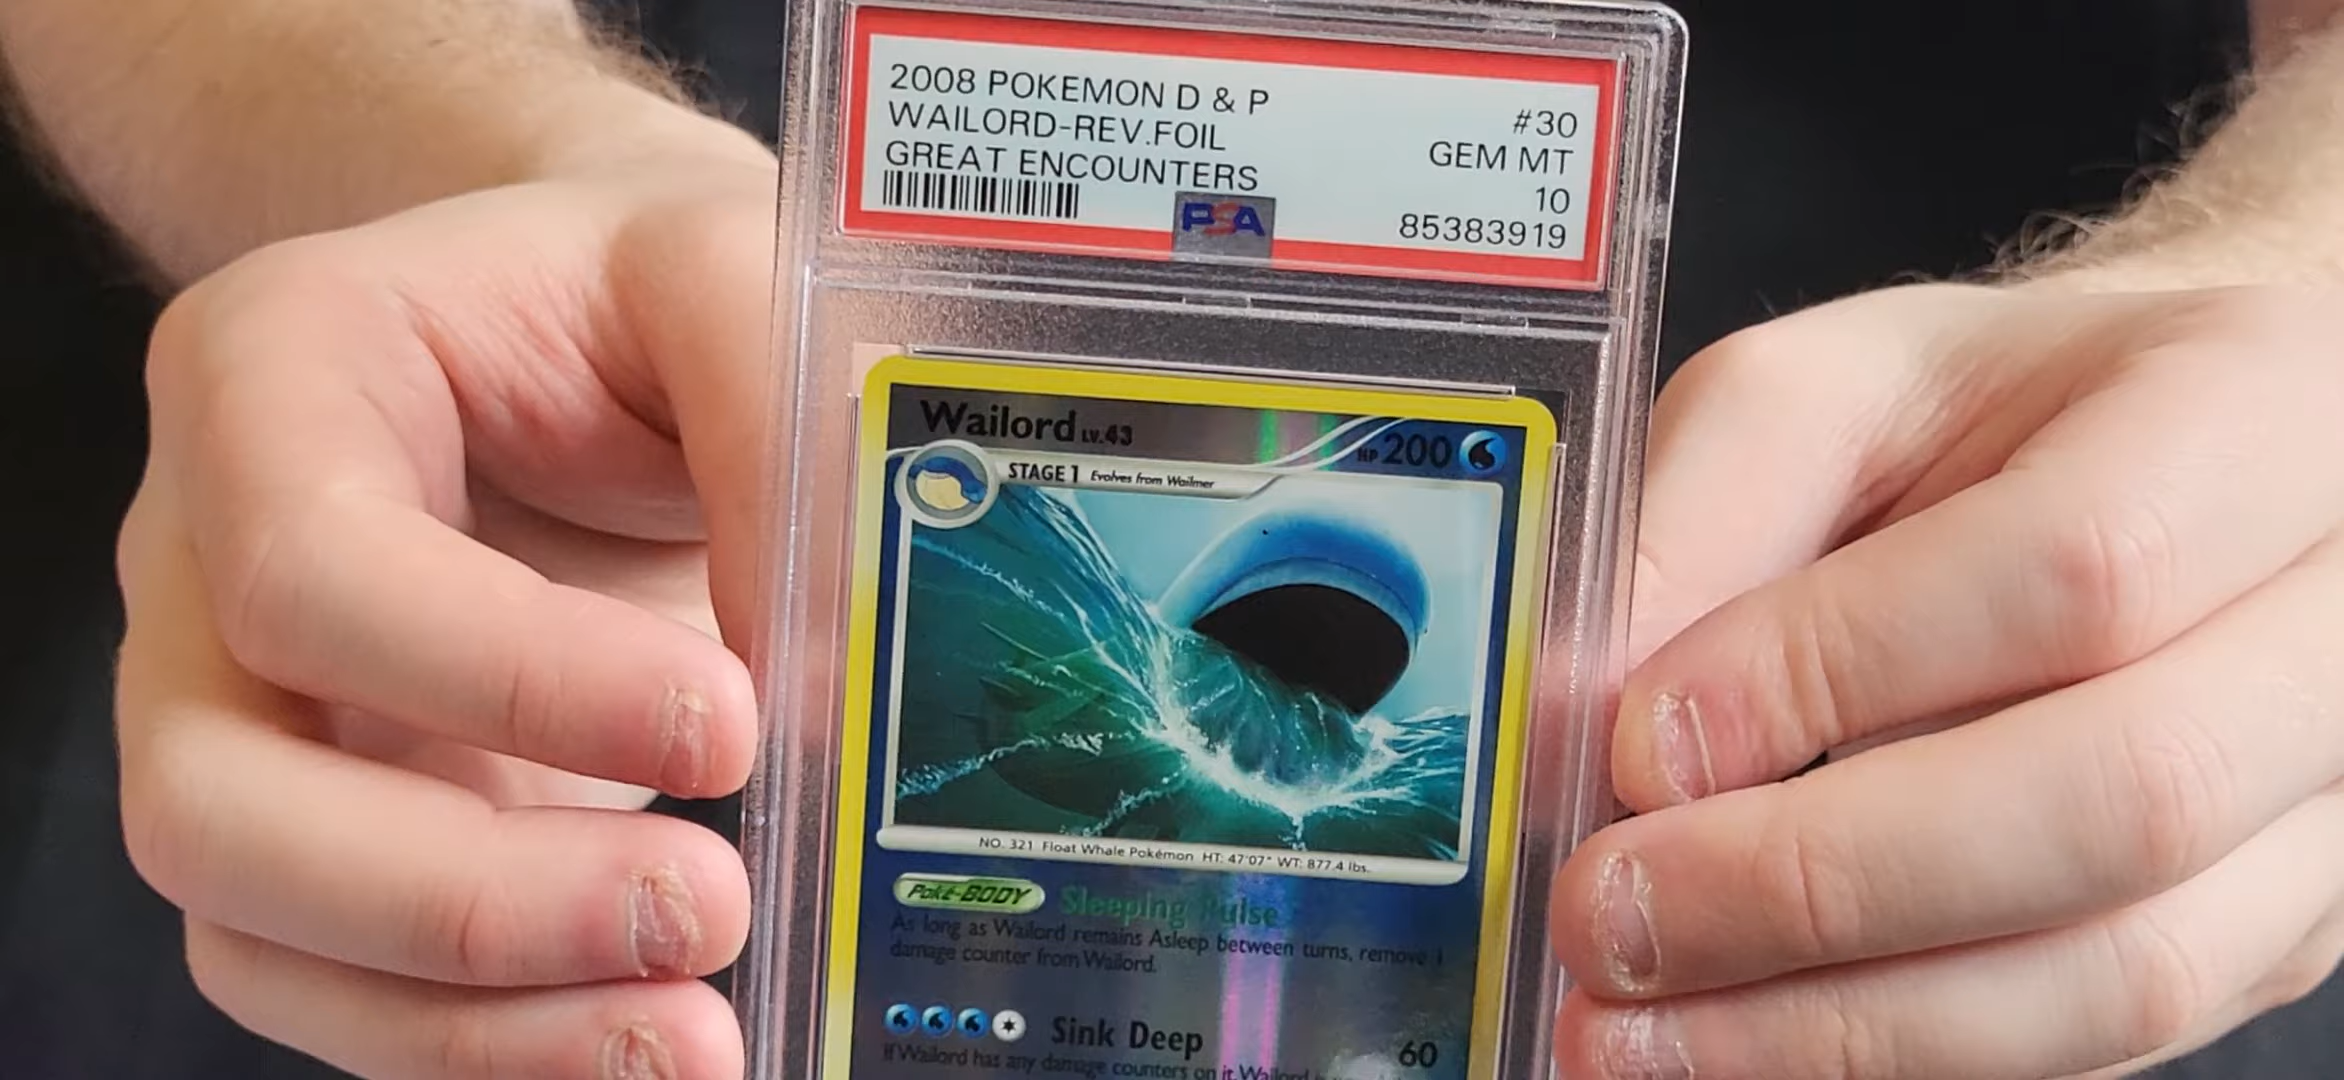 2008 POKEMON D & P
WAILORD-REV.FOIL
GREAT ENCOUNTERS
#30
GEM MT
10
85383919
PSA
Wailord LV.43
HP 200
STAGE 1 Evolves from Wailmer
NO. 321 Float Whale Pokémon HT: 47'07" WT: 877.4 lbs.
Poké-BODY Sleeping Pulse
As long as Wailord remains Asleep between turns, remove 1
damage counter from Wailord.
Sink Deep 60
If Wailord has any damage counters on it, Wailord